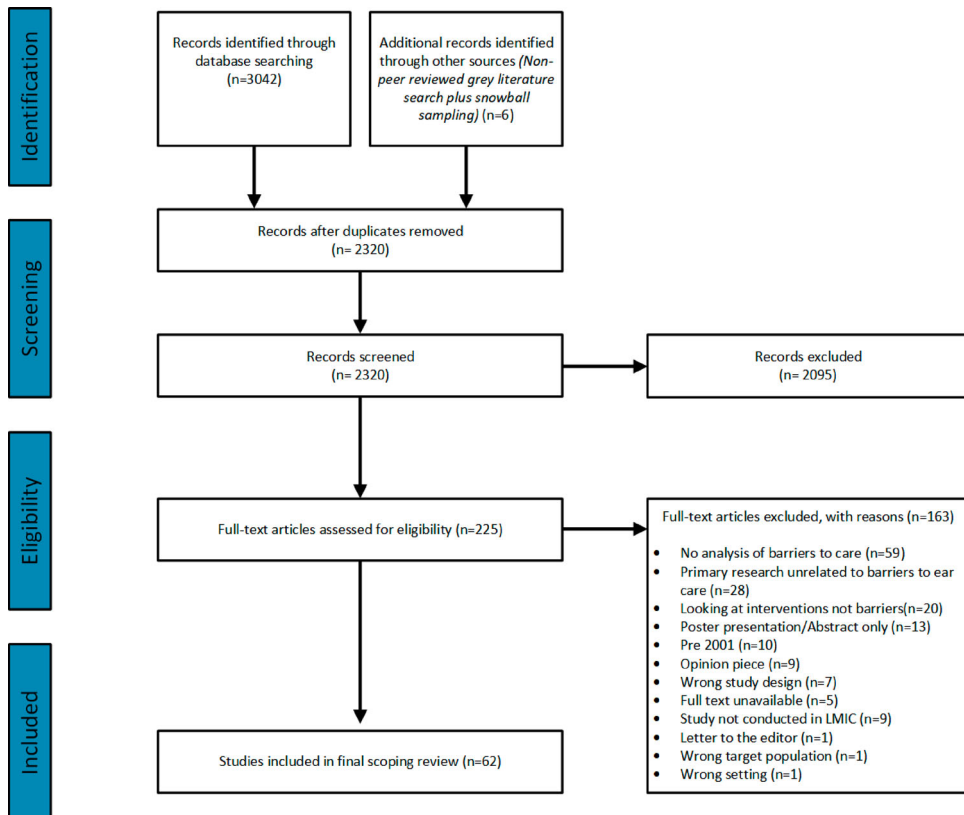 Identification
Records identified through
database searching
(n=3042)
Additional records identified
through other sources (Non-
peer reviewed grey literature
search plus snowball
sampling) (n=6)
Screening
Records after duplicates removed
(n= 2320)
Records screened
(n= 2320)
Records excluded
(n= 2095)
Eligibility
Full-text articles assessed for eligibility (n=225)
Full-text articles excluded, with reasons (n=163)
• No analysis of barriers to care (n=59)
• Primary research unrelated to barriers to ear
care (n=28)
• Looking at interventions not barriers(n=20)
• Poster presentation/Abstract only (n=13)
• Pre 2001 (n=10)
• Opinion piece (n=9)
• Wrong study design (n=7)
• Full text unavailable (n=5)
• Study not conducted in LMIC (n=9)
• Letter to the editor (n=1)
• Wrong target population (n=1)
• Wrong setting (n=1)
Included
Studies included in final scoping review (n=62)